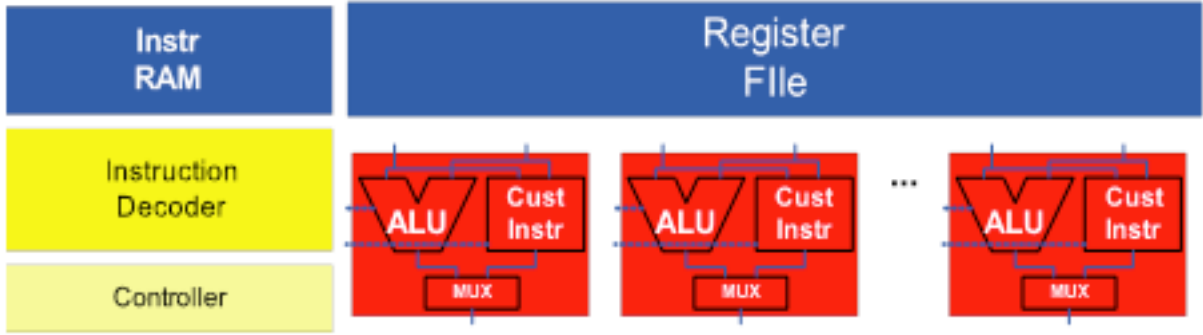 Instr
RAM
Register
FIle
Instruction
Decoder
Controller
ALU
Cust
Instr
MUX
ALU
Cust
Instr
MUX
...
ALU
Cust
Instr
MUX